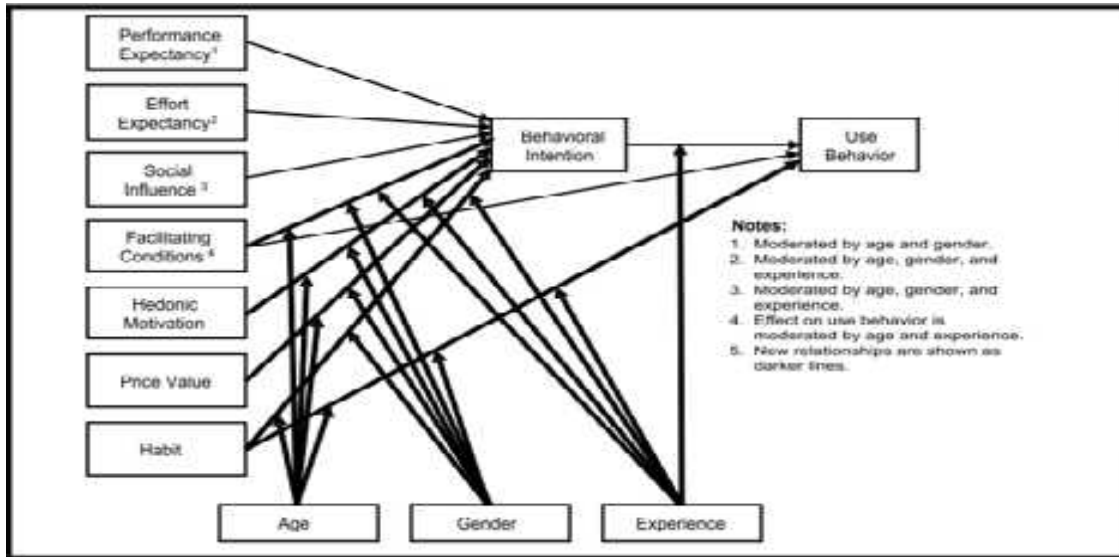 Performance
Expectancy¹
Effort
Expectancy²
Social
Influence ³
Facilitating
Conditions ⁴
Hedonic
Motivation
Price Value
Habit
Behavioral
Intention
Use
Behavior
Notes:
1. Moderated by age and gender.
2. Moderated by age, gender, and
experience.
3. Moderated by age, gender, and
experience.
4. Effect on use behavior is
moderated by age and experience.
5. New relationships are shown as
darker lines.
Age
Gender
Experience